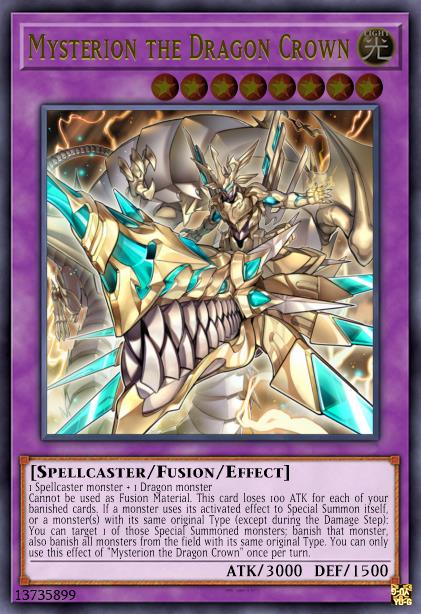 MYSTERION THE DRAGON CROWN
LIGHT
光
[SPELLCASTER/FUSION/EFFECT]
1 Spellcaster monster + 1 Dragon monster
Cannot be used as Fusion Material. This card loses 100 ATK for each of your
banished cards. If a monster uses its activated effect to Special Summon itself,
or a monster(s) with its same original Type (except during the Damage Step):
You can target 1 of those Special Summoned monsters; banish that monster,
also banish all monsters from the field with its same original Type. You can only
use this effect of "Mysterion the Dragon Crown" once per turn.
ATK/3000 DEF/1500
13735899